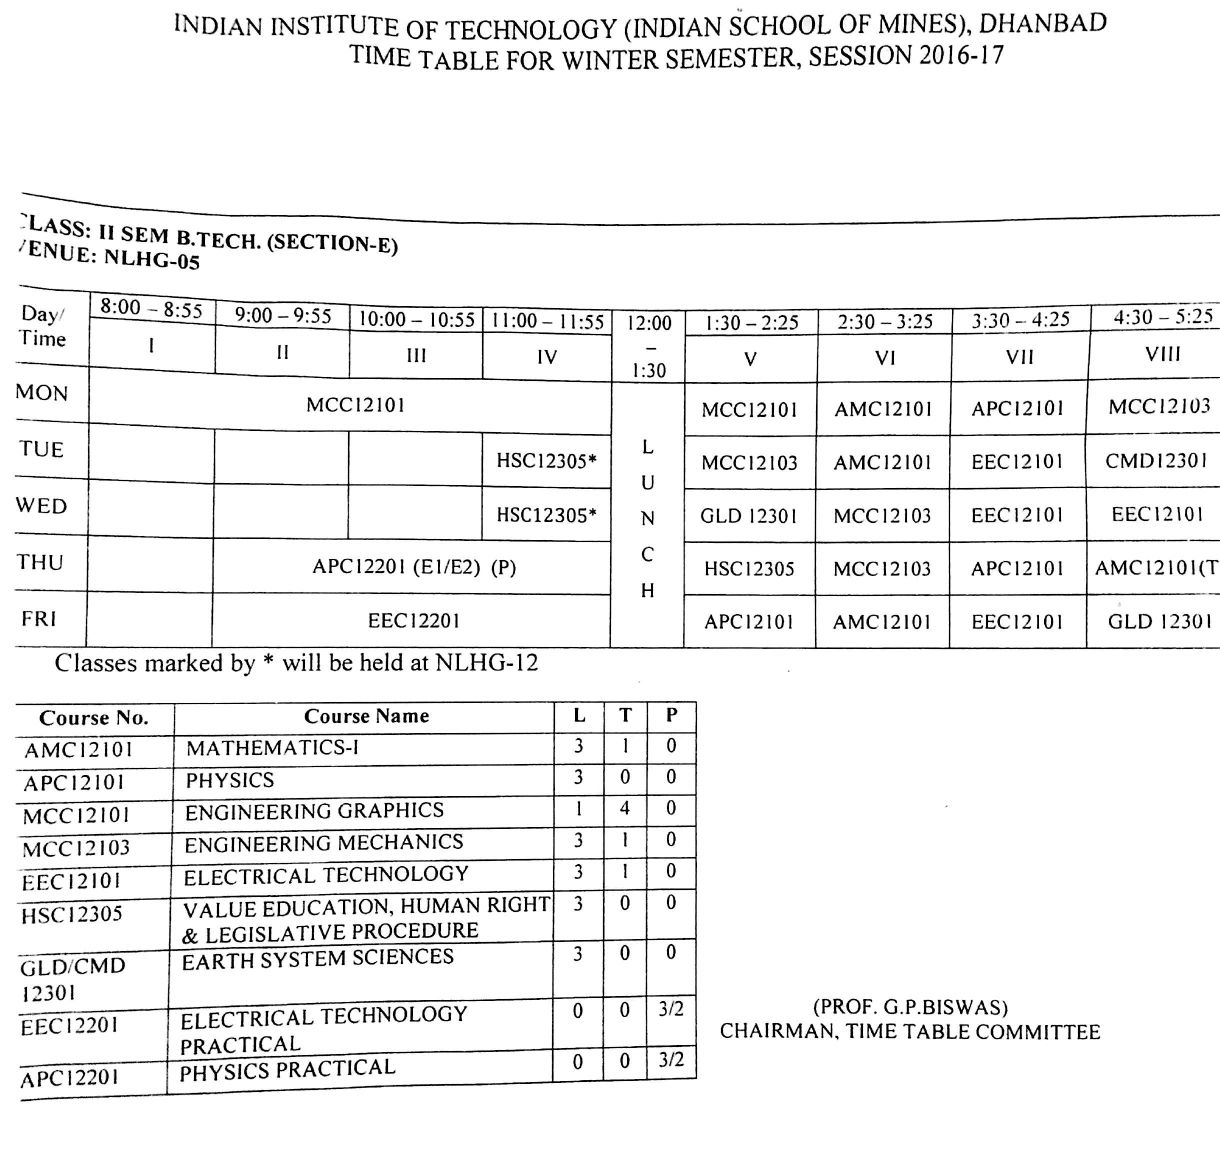 INDIAN INSTITUTE OF TECHNOLOGY (INDIAN SCHOOL OF MINES), DHANBAD
TIME TABLE FOR WINTER SEMESTER, SESSION 2016-17
CLASS: II SEM B.TECH. (SECTION-E)
VENUE: NLHG-05
Day/ Time 8:00 – 8:55 9:00 – 9:55 10:00 – 10:55 11:00 – 11:55 12:00 – 1:30 1:30 – 2:25 2:30 – 3:25 3:30 – 4:25 4:30 – 5:25
I II III IV V VI VII VIII
MON MCC12101 MCC12101 AMC12101 APC12101 MCC12103
TUE HSC12305* MCC12103 AMC12101 EEC12101 CMD12301
WED HSC12305* GLD 12301 MCC12103 EEC12101 EEC12101
THU APC12201 (E1/E2) (P) HSC12305 MCC12103 APC12101 AMC12101(T
FRI EEC12201 APC12101 AMC12101 EEC12101 GLD 12301
L U N C H
Classes marked by * will be held at NLHG-12
Course No. Course Name L T P
AMC12101 MATHEMATICS-I 3 1 0
APC12101 PHYSICS 3 0 0
MCC12101 ENGINEERING GRAPHICS 1 4 0
MCC12103 ENGINEERING MECHANICS 3 1 0
EEC12101 ELECTRICAL TECHNOLOGY 3 1 0
HSC12305 VALUE EDUCATION, HUMAN RIGHT 3 0 0
& LEGISLATIVE PROCEDURE
GLD/CMD EARTH SYSTEM SCIENCES 3 0 0
12301
EEC12201 ELECTRICAL TECHNOLOGY 0 0 3/2
PRACTICAL
APC12201 PHYSICS PRACTICAL 0 0 3/2
(PROF. G.P.BISWAS)
CHAIRMAN, TIME TABLE COMMITTEE